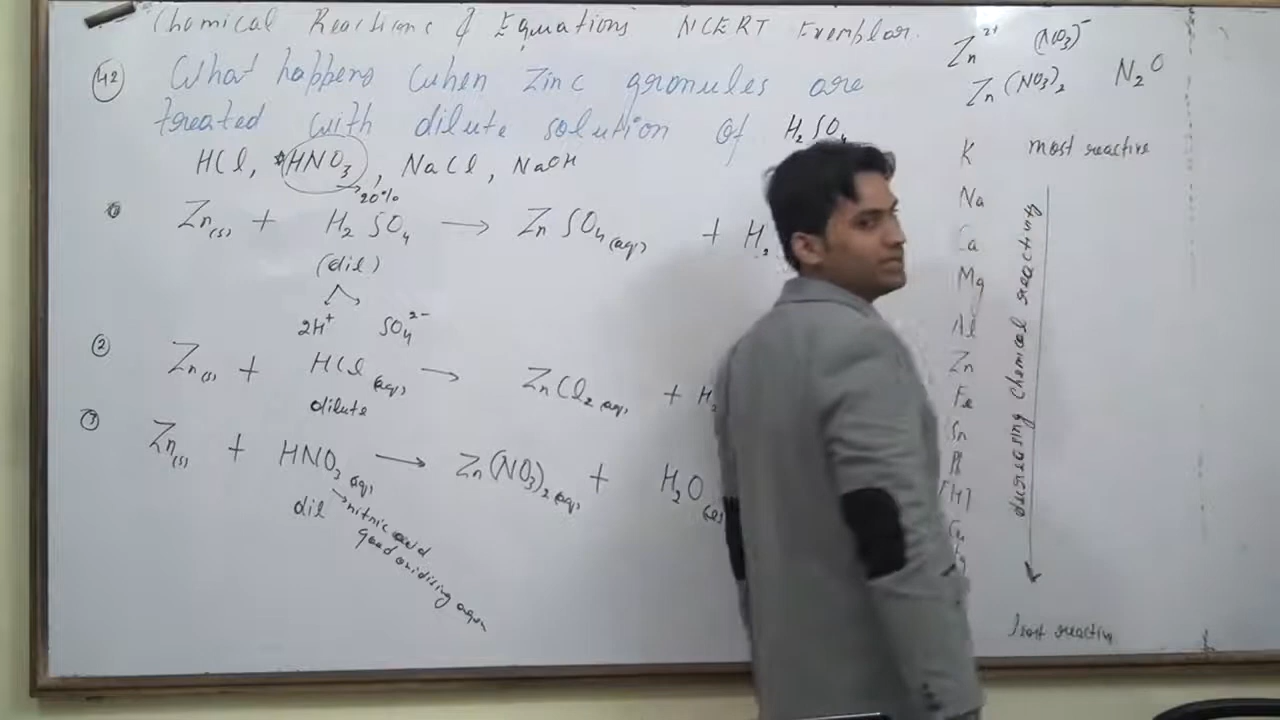 Chemical Reactions & Equations NCERT Exemplar.
42 What happens when Zinc granules are
treated with dilute solution of H₂SO₄
HCl, HNO₃, NaCl, NaOH
20%
① Zn(s) + H₂SO₄ → ZnSO₄(aq) + H₂
(dil)
2H⁺ SO₄²⁻
② Zn(s) + HCl(aq) → ZnCl₂(aq) + H₂
dilute
③ Zn(s) + HNO₃(aq) → Zn(NO₃)₂(aq) + H₂O
dil
nitric acid
good oxidising
Zn²⁺ (NO₃)⁻
Zn(NO₃)₂ N₂O
K most reactive
Na
Ca
Mg
Al
Zn
Fe
Sn
Pb
[H]
Cu
decreasing chemical reactivity
least reactive